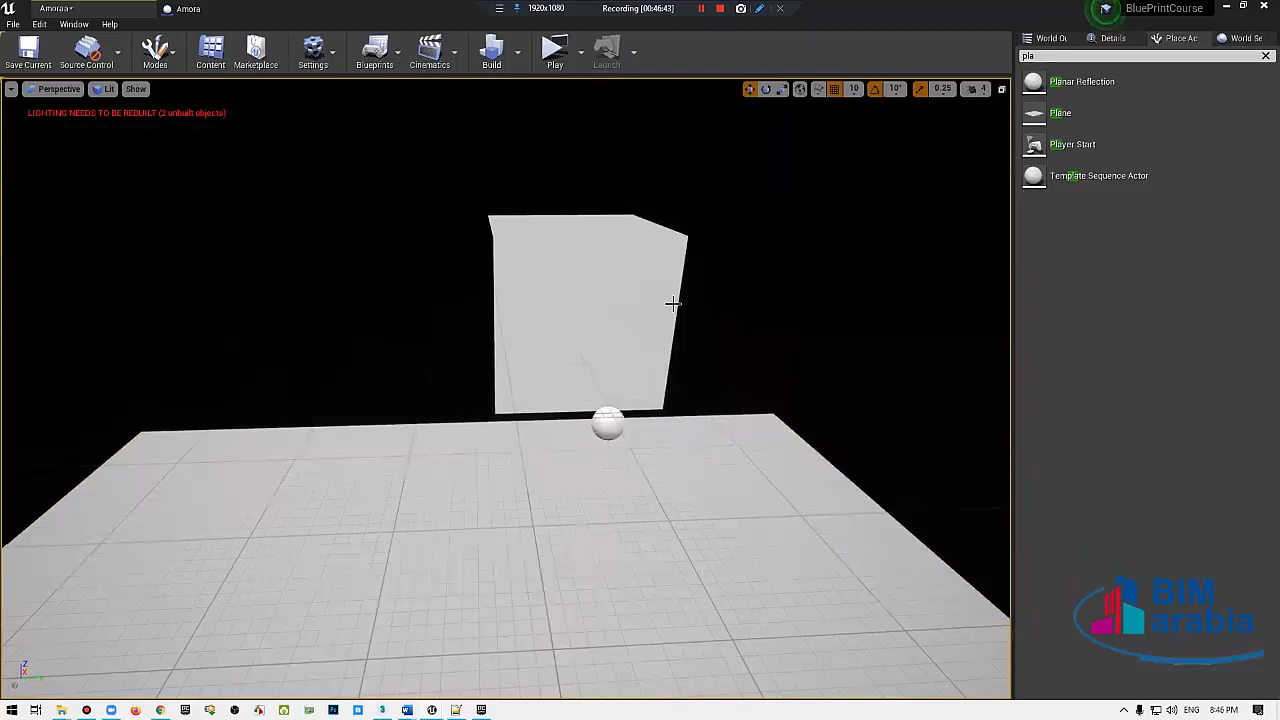 Amoraa*
Amora
1920x1080
Recording [00:46:43]
BluePrintCourse
File
Edit
Window
Help
Save Current
Source Control
Modes
Content
Marketplace
Settings
Blueprints
Cinematics
Build
Play
Launch
World Ou
Details
Place Ac
World Se
pla
Planar Reflection
Plane
Player Start
Template Sequence Actor
Perspective
Lit
Show
10
10°
0.25
4
LIGHTING NEEDS TO BE REBUILT (2 unbuilt objects)
Z
X
BIM
arabia
ENG
8:46 PM